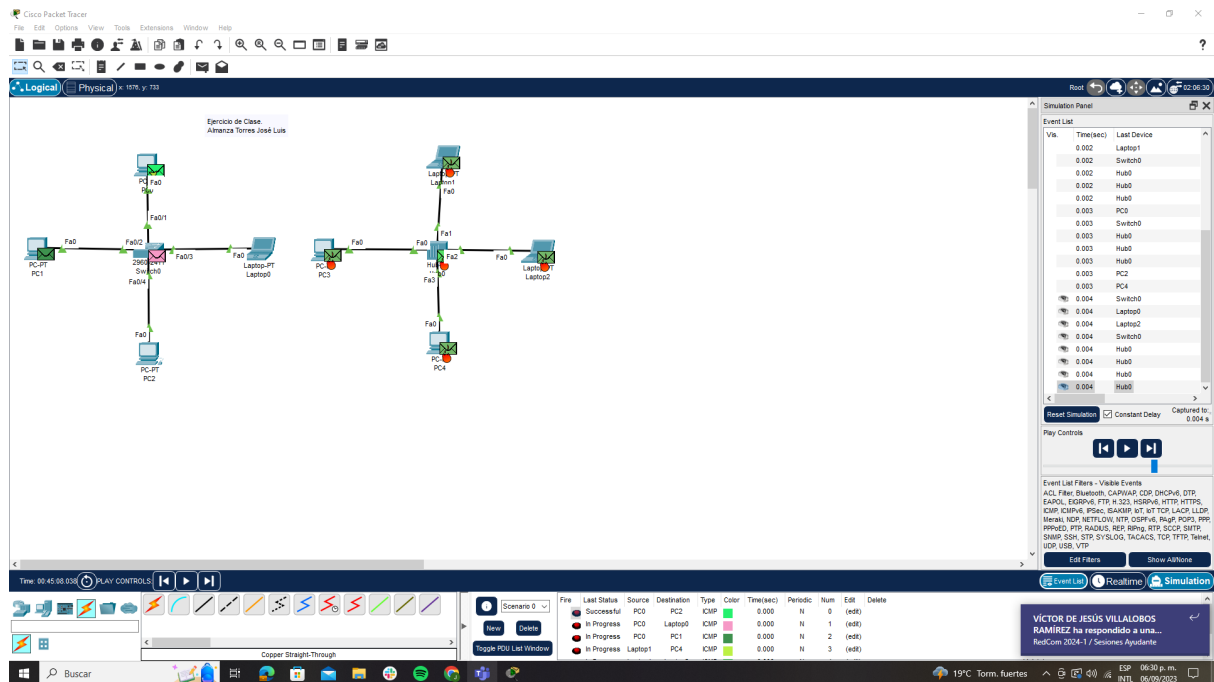 Cisco Packet Tracer
File Edit Options View Tools Extensions Window Help
?
Logical Physical x: 1576, y: 733
Root 02:06:30
Ejercicio de Clase.
Almanza Torres José Luis
Fa0
Fa0/1
Fa0
Fa0/2
Fa0/3
Fa0
PC-PT
PC1
Switch0
Laptop-PT
Laptop0
Fa0/4
Fa0
PC-PT
PC2
Fa0
Fa1
Fa0
Fa0
Fa2
Fa0
PC3
Laptop2
Fa3
Fa0
PC4
Simulation Panel
Event List
Vis. Time(sec) Last Device
0.002 Laptop1
0.002 Switch0
0.002 Hub0
0.002 Hub0
0.002 Hub0
0.003 PC0
0.003 Switch0
0.003 Hub0
0.003 Hub0
0.003 Hub0
0.003 PC2
0.003 PC4
0.004 Switch0
0.004 Laptop0
0.004 Laptop2
0.004 Switch0
0.004 Hub0
0.004 Hub0
0.004 Hub0
0.004 Hub0
Reset Simulation Constant Delay Captured to:
0.004 s
Play Controls
Event List Filters - Visible Events
ACL Filter, Bluetooth, CAPWAP, CDP, DHCPv6, DTP,
EAPOL, EIGRPv6, FTP, H.323, HSRPv6, HTTP, HTTPS,
ICMP, ICMPv6, IPSec, ISAKMP, IoT, IoT TCP, LACP, LLDP,
Meraki, NDP, NETFLOW, NTP, OSPFv6, PAgP, POP3, PPP,
PPPoED, PTP, RADIUS, REP, RIPng, RTP, SCCP, SMTP,
SNMP, SSH, STP, SYSLOG, TACACS, TCP, TFTP, Telnet,
UDP, USB, VTP
Edit Filters Show All/None
Time: 00:45:08.038 PLAY CONTROLS:
Event List Realtime Simulation
Scenario 0
New Delete
Toggle PDU List Window
Fire Last Status Source Destination Type Color Time(sec) Periodic Num Edit Delete
Successful PC0 PC2 ICMP 0.000 N 0 (edit)
In Progress PC0 Laptop0 ICMP 0.000 N 1 (edit)
In Progress PC0 PC1 ICMP 0.000 N 2 (edit)
In Progress Laptop1 PC4 ICMP 0.000 N 3 (edit)
Copper Straight-Through
VÍCTOR DE JESÚS VILLALOBOS
RAMÍREZ ha respondido a una...
RedCom 2024-1 / Sesiones Ayudante
Buscar
19°C Torm. fuertes
ESP
INTL
06:30 p. m.
06/09/2023